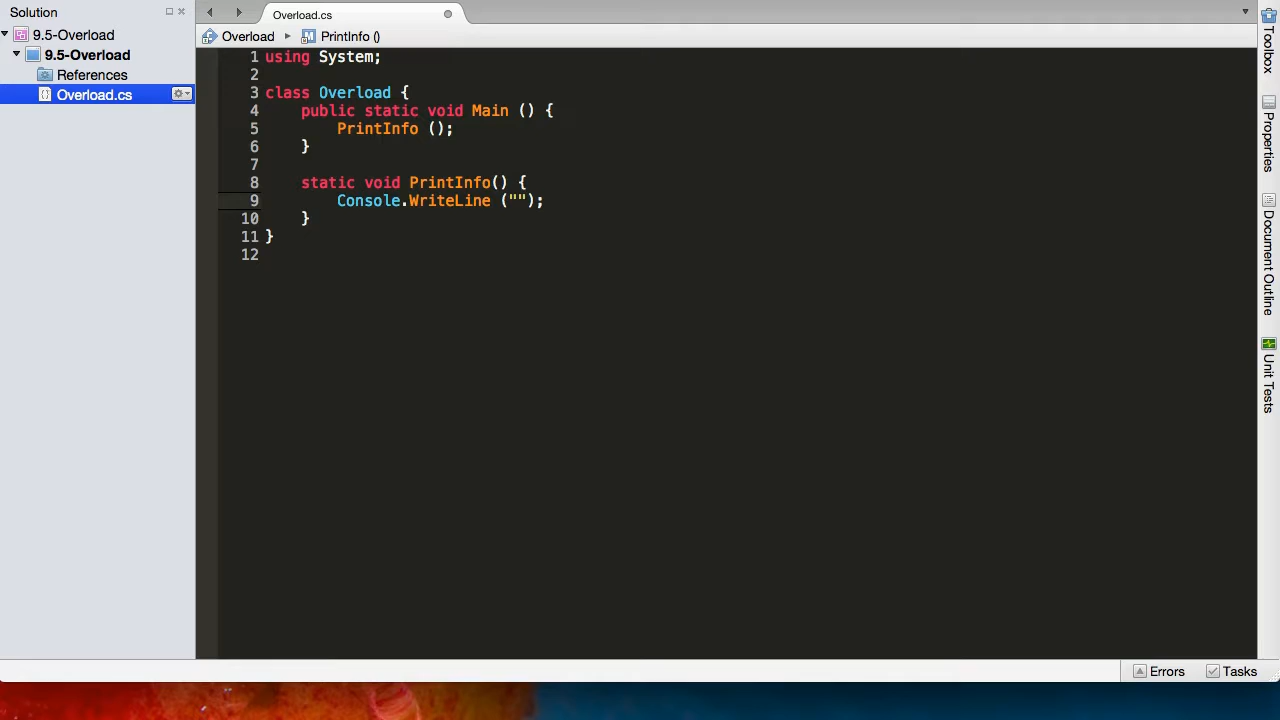 Solution
9.5-Overload
9.5-Overload
References
Overload.cs
Overload.cs
Overload
PrintInfo ()
1 using System;
2
3 class Overload {
4 public static void Main () {
5 PrintInfo ();
6 }
7
8 static void PrintInfo() {
9 Console.WriteLine ("");
10 }
11 }
12
Toolbox
Properties
Document Outline
Unit Tests
Errors
Tasks